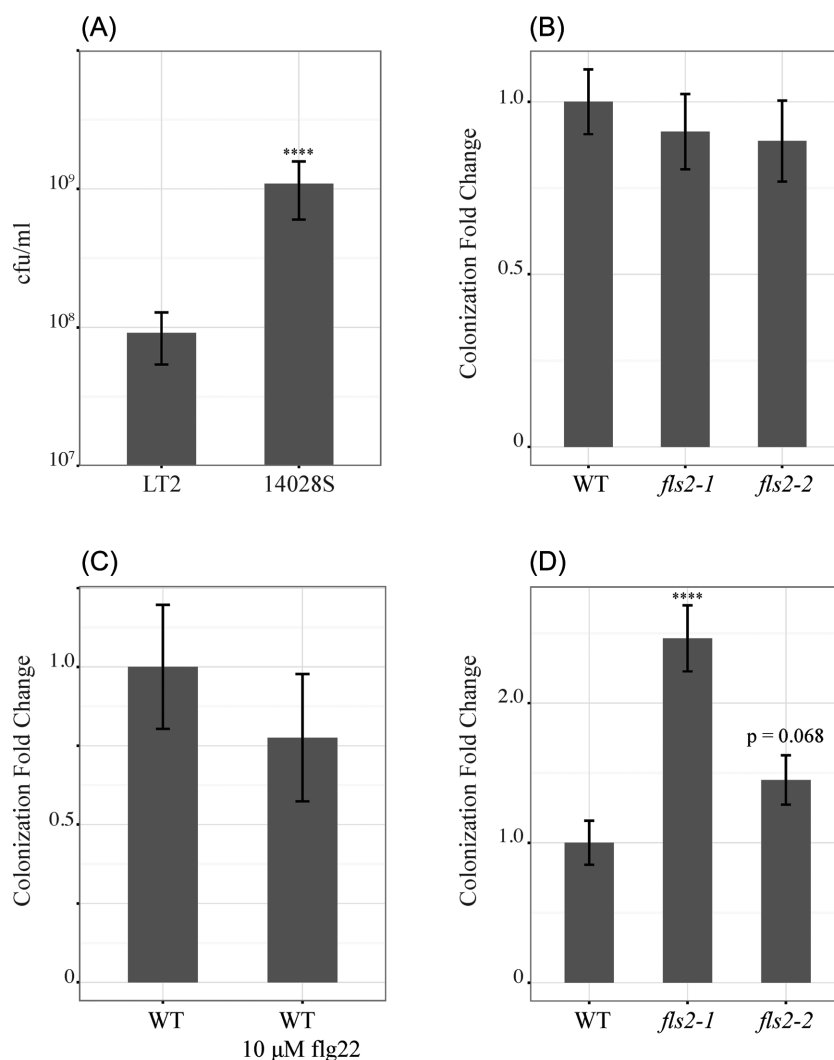 (A)
cfu/ml
10⁹
10⁸
10⁷
****
LT2 14028S
(B)
Colonization Fold Change
1.0
0.5
0
WT fls2-1 fls2-2
(C)
Colonization Fold Change
1.0
0.5
0
WT WT
10 µM flg22
(D)
Colonization Fold Change
2.0
1.0
0
****
p = 0.068
WT fls2-1 fls2-2